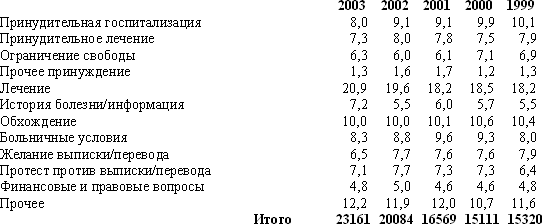 2003 2002 2001 2000 1999
Принудительная госпитализация 8,0 9,1 9,1 9,9 10,1
Принудительное лечение 7,3 8,0 7,8 7,5 7,9
Ограничение свободы 6,3 6,0 6,1 7,1 6,9
Прочее принуждение 1,3 1,6 1,7 1,2 1,3
Лечение 20,9 19,6 18,2 18,5 18,2
История болезни/информация 7,2 5,5 6,0 5,7 5,5
Обхождение 10,0 10,0 10,1 10,6 10,4
Больничные условия 8,3 8,8 9,6 9,3 8,0
Желание выписки/перевода 6,5 7,7 7,6 7,6 7,9
Протест против выписки/перевода 7,1 7,7 7,3 7,3 6,4
Финансовые и правовые вопросы 4,8 5,0 4,6 4,6 4,8
Прочее 12,2 11,9 12,0 10,7 11,6
Итого 23161 20084 16569 15111 15320